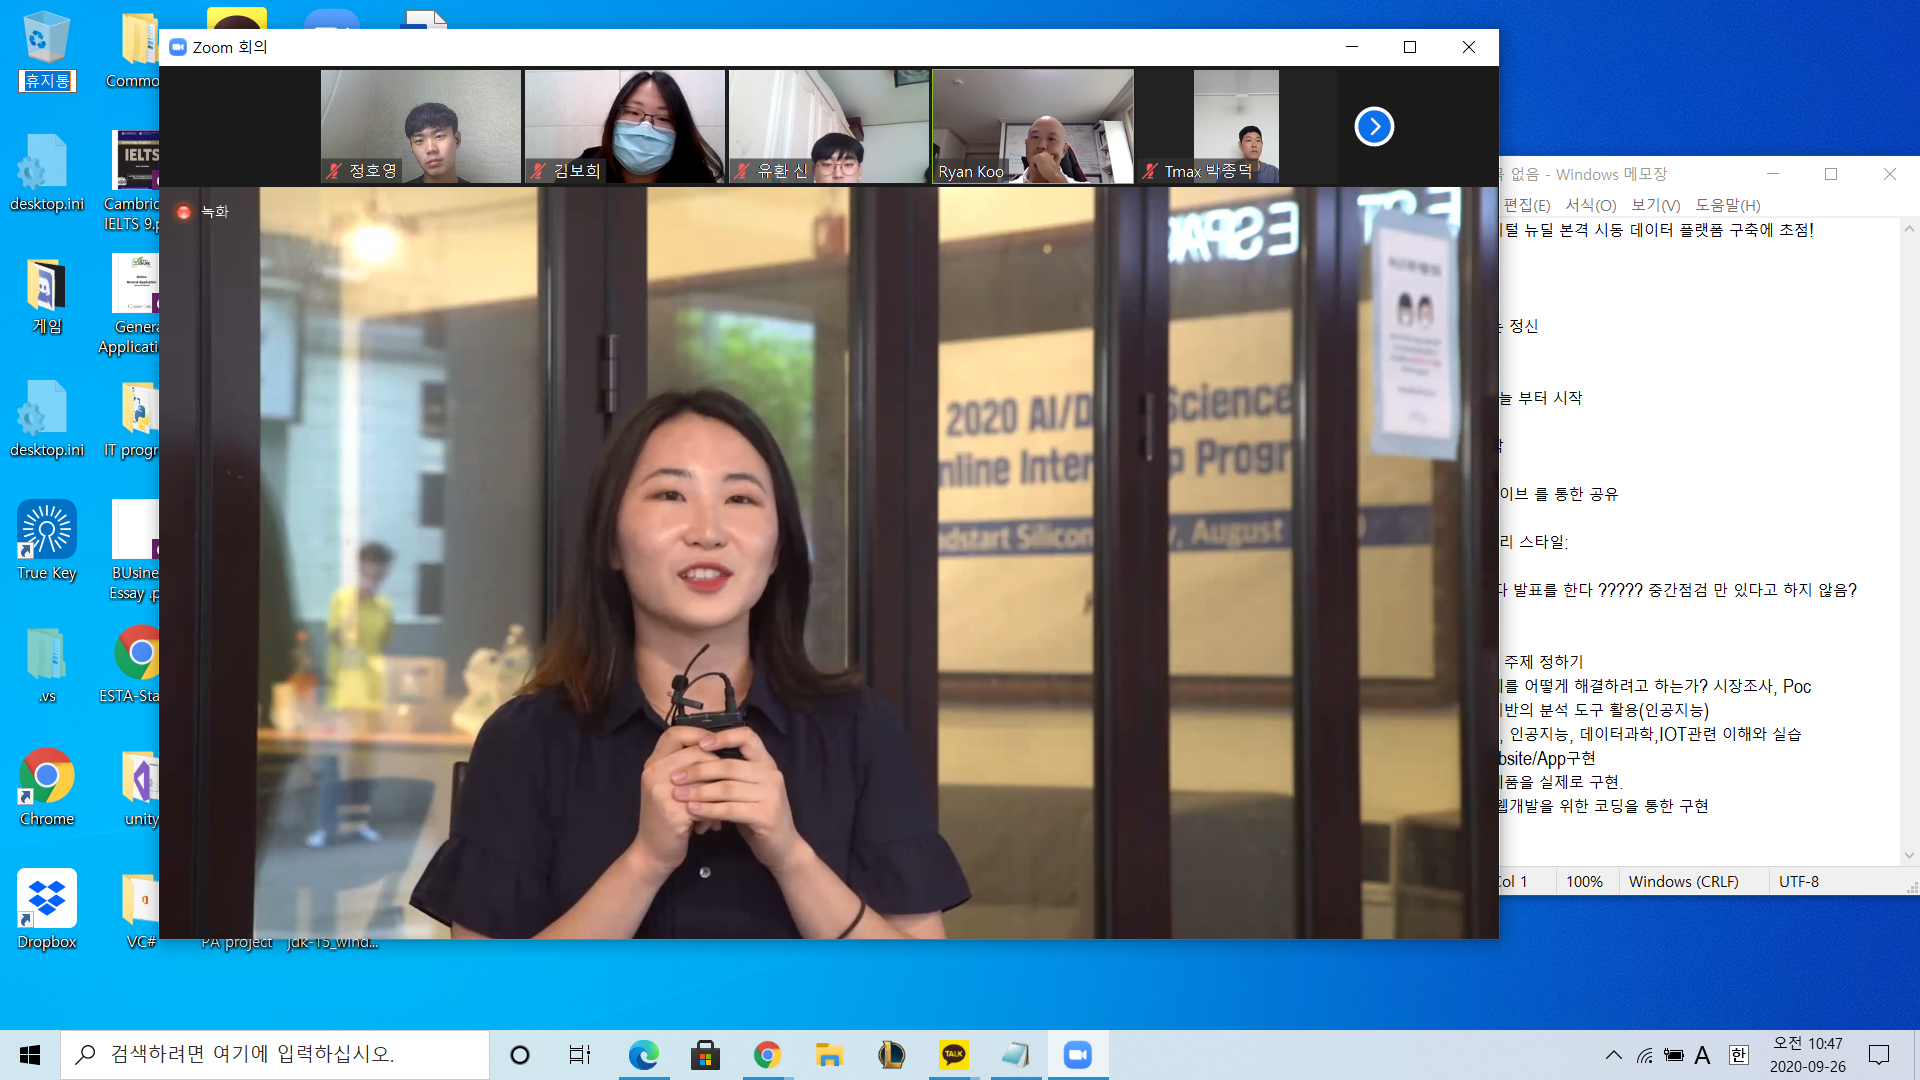 휴지통
Commo
desktop.ini
IELTS
Cambric
IELTS 9.p
게임
Genera
Applicati
desktop.ini
IT progr
True Key
BUsine
Essay .p
.vs
ESTA-Sta
Chrome
unity
Dropbox
VC#
PA project
jdk-15_wind...
Zoom 회의
정호영
김보희
유환 신
Ryan Koo
Tmax 박종덕
녹화
ESPA
EST
2020 AI/D Science
nline Inter p Progr
adstart Silicon y, August 0
없음 - Windows 메모장
편집(E) 서식(O) 보기(V) 도움말(H)
털 뉴딜 본격 시동 데이터 플랫폼 구축에 초점!
는 정신
늘 부터 시작
이브 를 통한 공유
리 스타일:
다 발표를 한다 ????? 중간점검 만 있다고 하지 않음?
주제 정하기
를 어떻게 해결하려고 하는가? 시장조사, Poc
반의 분석 도구 활용(인공지능)
, 인공지능, 데이터과학,IOT관련 이해와 실습
bsite/App구현
제품을 실제로 구현.
웹개발을 위한 코딩을 통한 구현
Col 1
100%
Windows (CRLF)
UTF-8
검색하려면 여기에 입력하십시오.
TALK
A
한
오전 10:47
2020-09-26